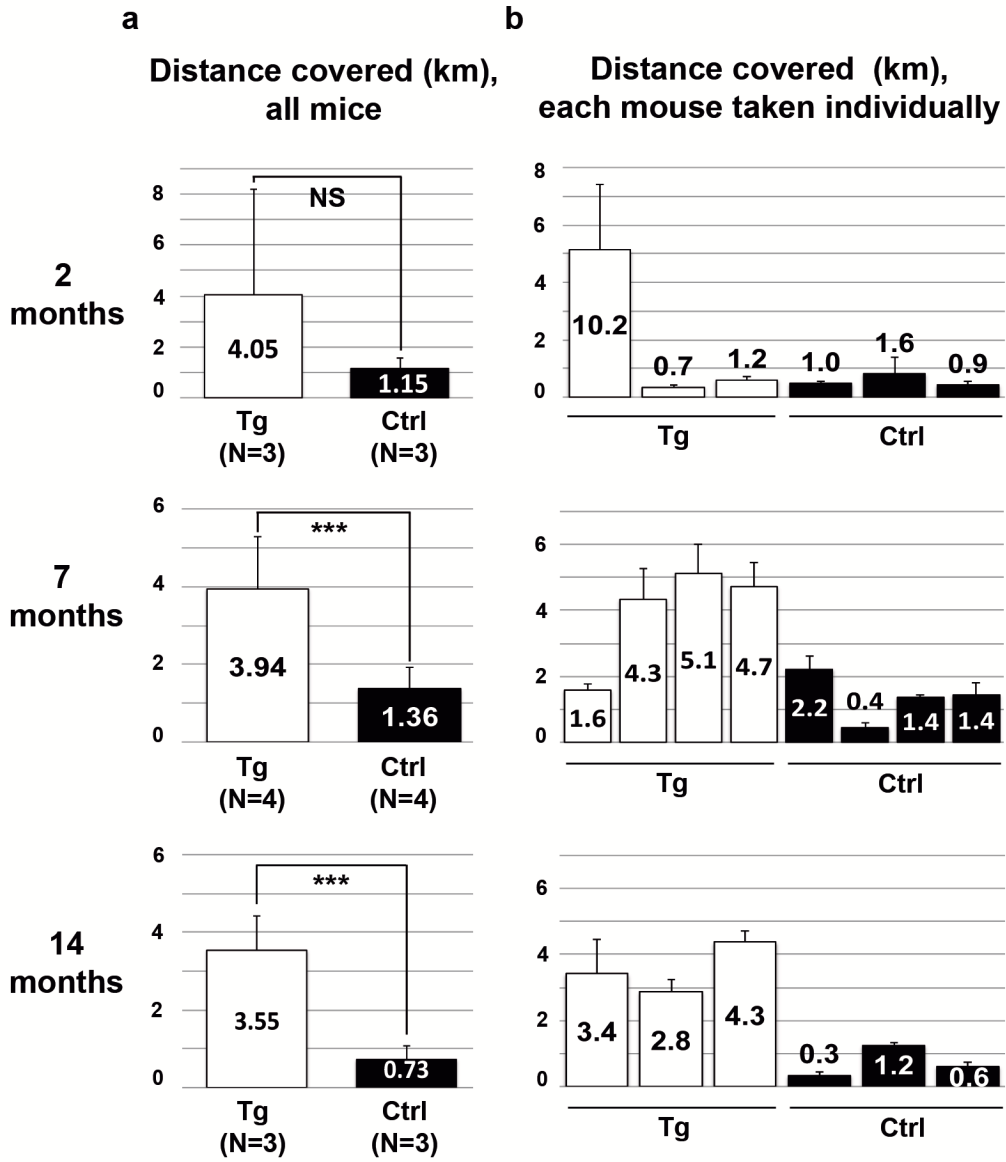 a
Distance covered (km),
all mice
b
Distance covered (km),
each mouse taken individually
2
months
8
6
4
2
0
NS
4.05
1.15
Tg
(N=3)
Ctrl
(N=3)
8
6
4
2
0
10.2
0.7
1.2
1.0
1.6
0.9
Tg
Ctrl
7
months
6
4
2
0
***
3.94
1.36
Tg
(N=4)
Ctrl
(N=4)
6
4
2
0
1.6
4.3
5.1
4.7
2.2
0.4
1.4
1.4
Tg
Ctrl
14
months
6
4
2
0
***
3.55
0.73
Tg
(N=3)
Ctrl
(N=3)
6
4
2
0
3.4
2.8
4.3
0.3
1.2
0.6
Tg
Ctrl